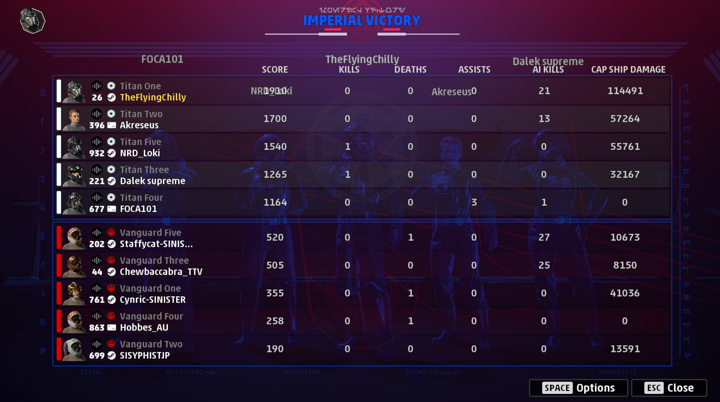 IMPERIAL VICTORY
FOCA101 TheFlyingChilly Dalek supreme
SCORE KILLS DEATHS ASSISTS AI KILLS CAP SHIP DAMAGE
NRD_Loki Akreseus
Titan One
26 TheFlyingChilly 1910 0 0 0 21 114491
Titan Two
396 Akreseus 1700 0 0 0 13 57264
Titan Five
932 NRD_Loki 1540 1 0 0 0 55761
Titan Three
221 Dalek supreme 1265 1 0 0 0 32167
Titan Four
677 FOCA101 1164 0 0 3 1 0
Vanguard Five
202 Staffycat-SINIS... 520 0 1 0 27 10673
Vanguard Three
44 Chewbaccabra_TTV 505 0 0 0 25 8150
Vanguard One
761 Cynric-SINISTER 355 0 1 0 0 41036
Vanguard Four
863 Hobbes_AU 258 0 1 0 0 0
Vanguard Two
699 SISYPHISTJP 190 0 0 0 0 13591
SPACE Options ESC Close